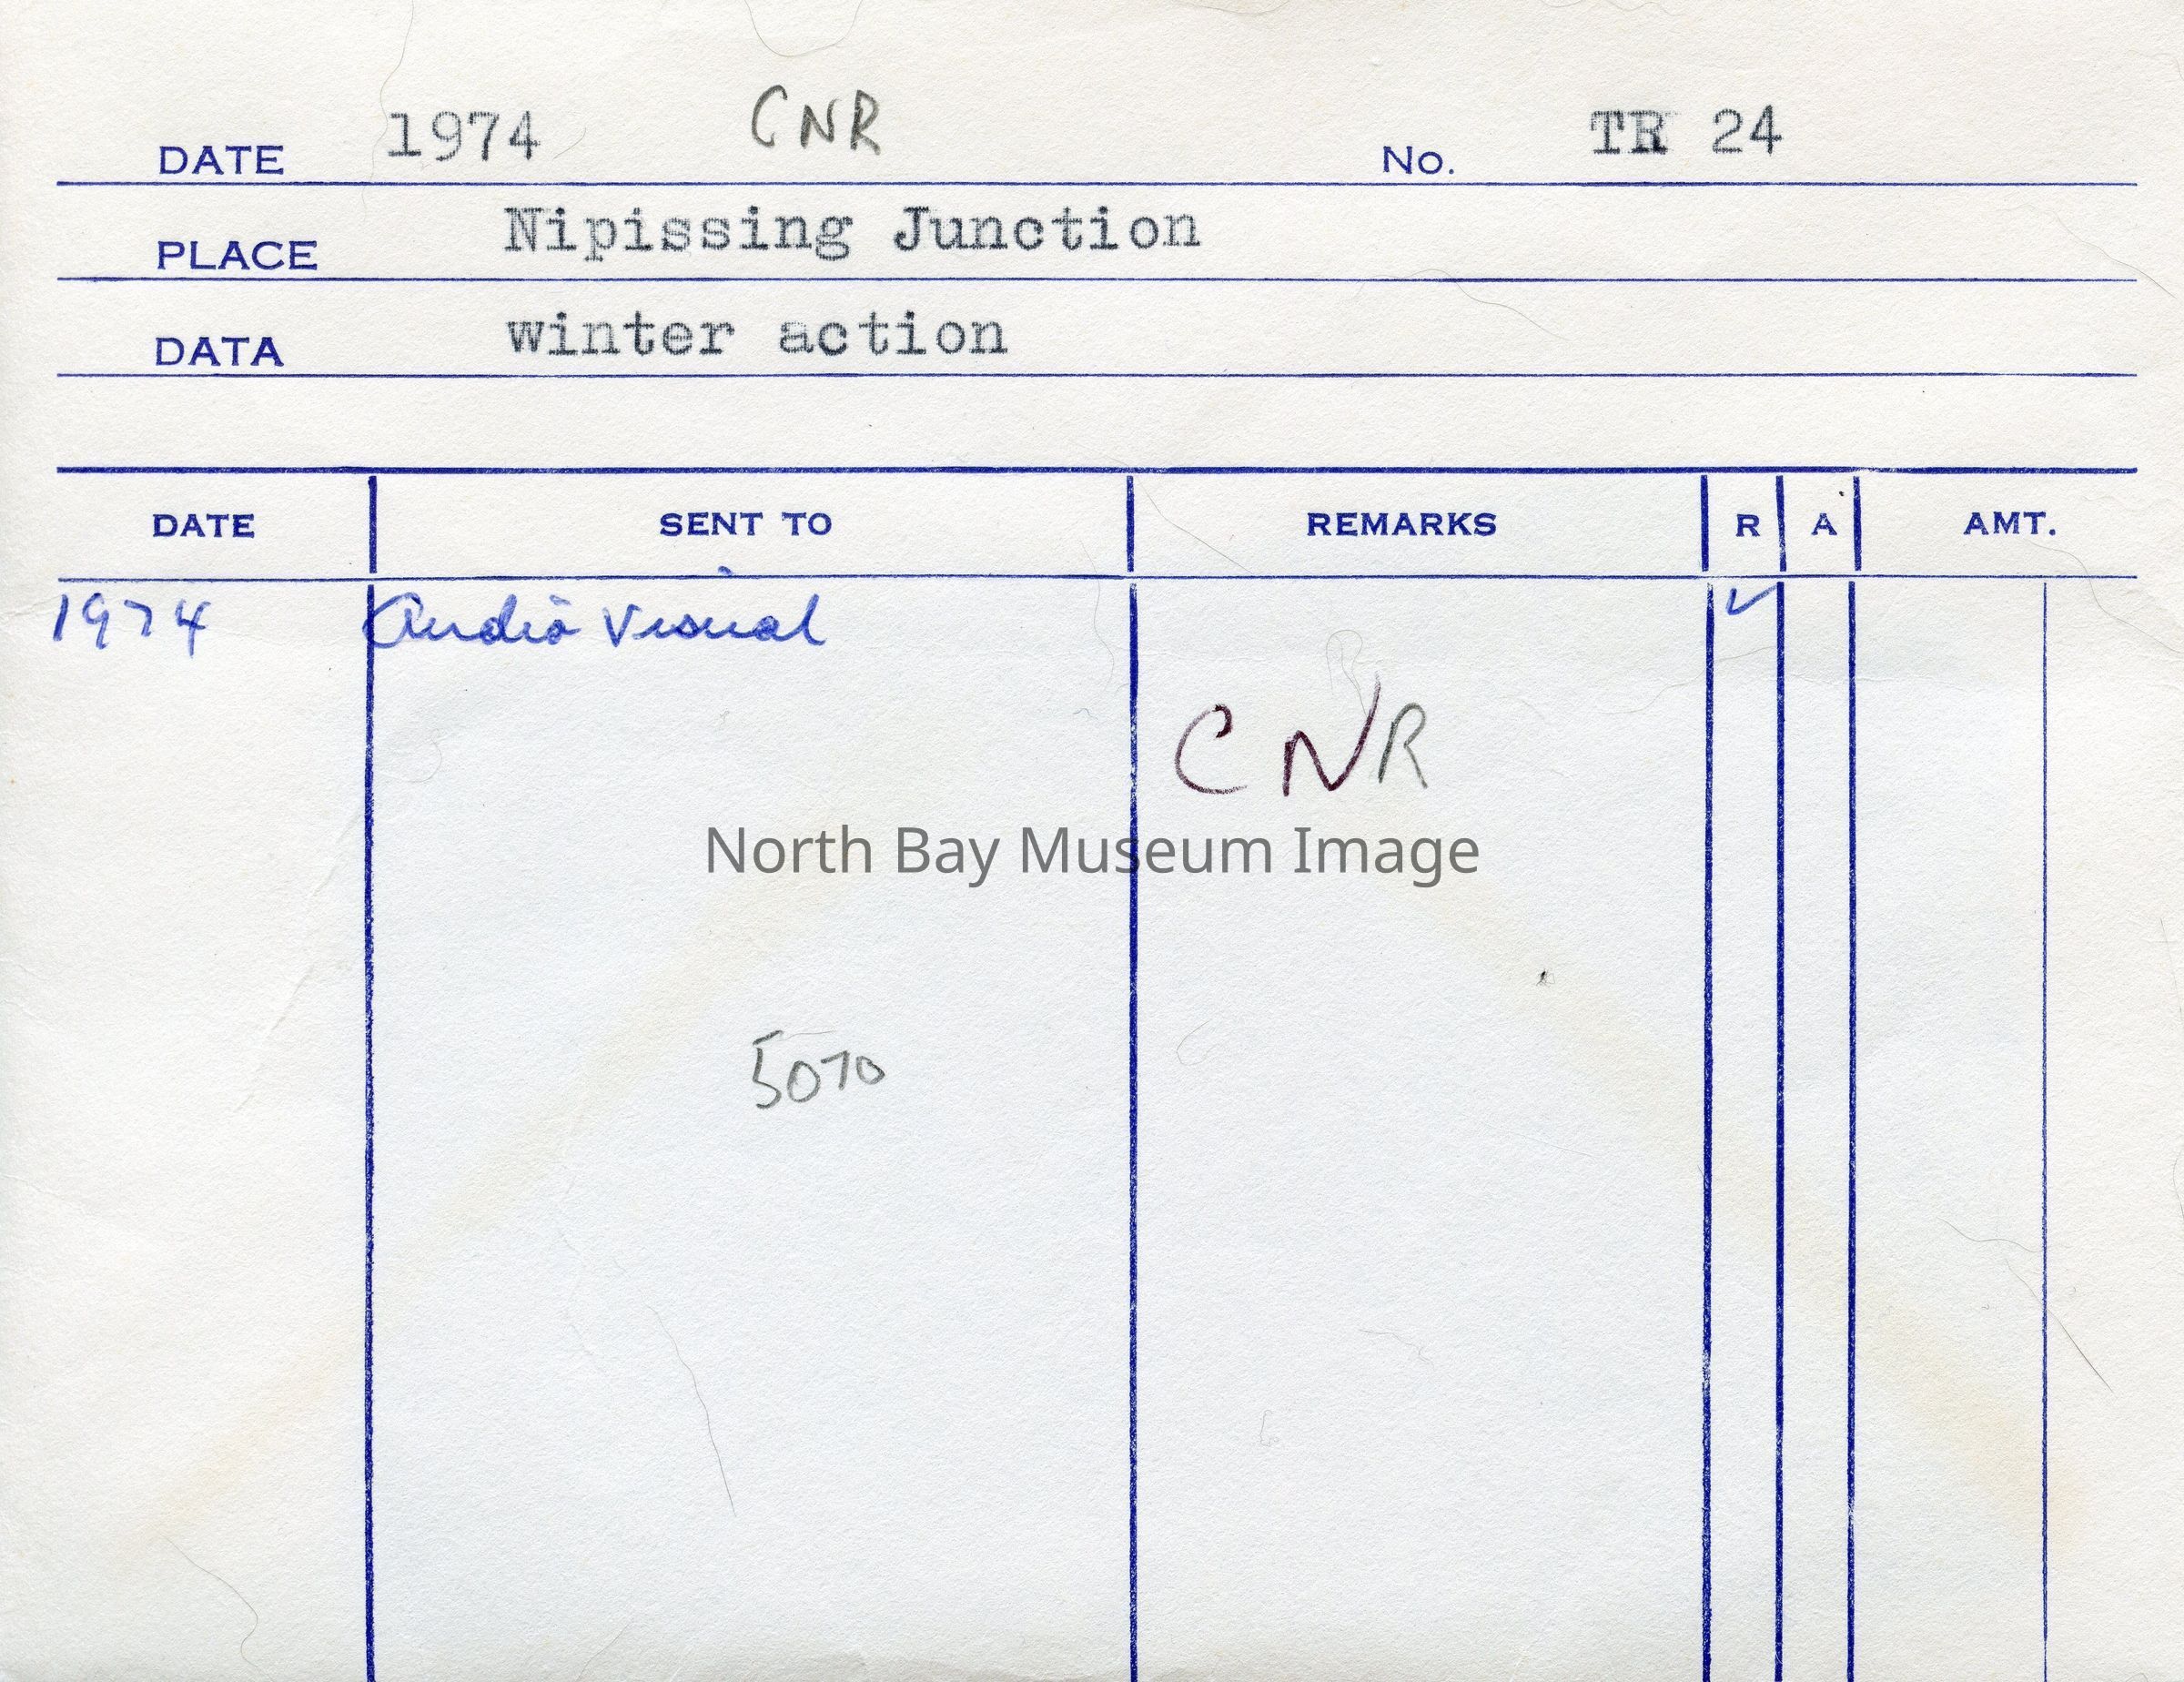 DATE 1974 CNR No. TR 24
PLACE Nipissing Junction
DATA winter action
DATE SENT TO REMARKS R A AMT.
1974 Audio Visual ✓
CNR
North Bay Museum Image
5070